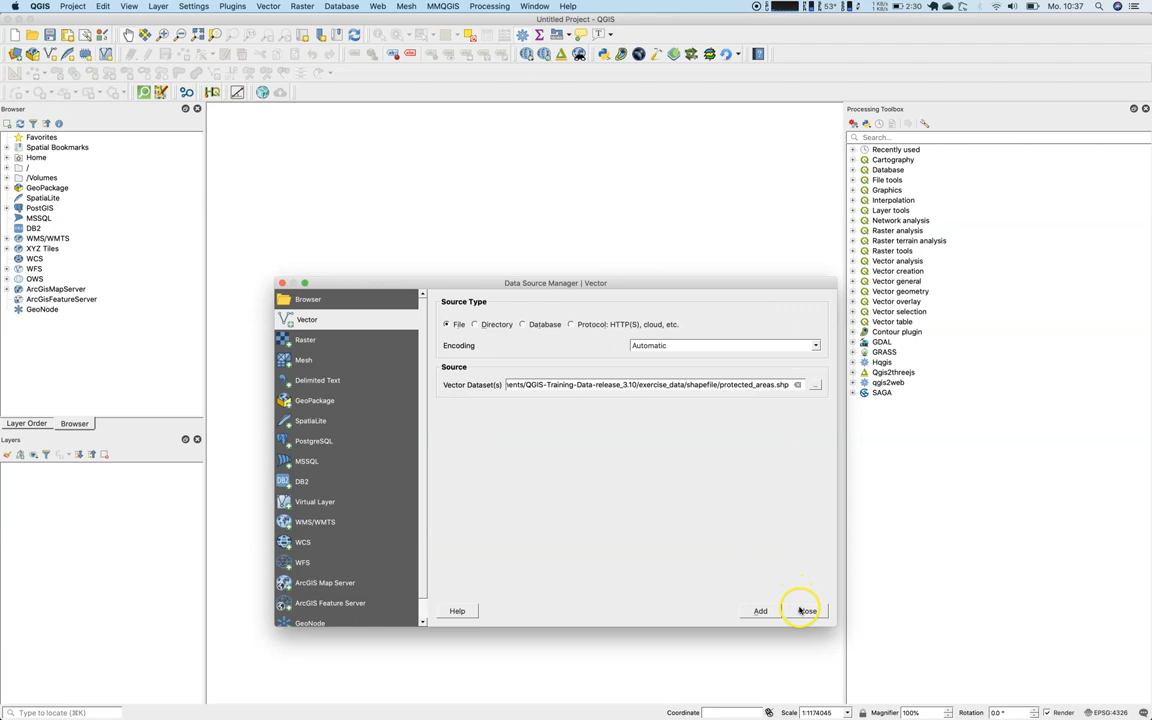 QGIS Project Edit View Layer Settings Plugins Vector Raster Database Web Mesh MMQGIS Processing Window Help
53° 2:30 Mo. 10:37
Untitled Project - QGIS
Browser
Favorites
Spatial Bookmarks
Home
/
/Volumes
GeoPackage
SpatiaLite
PostGIS
MSSQL
DB2
WMS/WMTS
XYZ Tiles
WCS
WFS
OWS
ArcGisMapServer
ArcGisFeatureServer
GeoNode
Layer Order Browser
Layers
Data Source Manager | Vector
Browser
Vector
Raster
Mesh
Delimited Text
GeoPackage
SpatiaLite
PostgreSQL
MSSQL
DB2
Virtual Layer
WMS/WMTS
WCS
WFS
ArcGIS Map Server
ArcGIS Feature Server
GeoNode
Source Type
File Directory Database Protocol: HTTP(S), cloud, etc.
Encoding Automatic
Source
Vector Dataset(s) ients/QGIS-Training-Data-release_3.10/exercise_data/shapefile/protected_areas.shp ...
Help Add Close
Processing Toolbox
Search...
Recently used
Cartography
Database
File tools
Graphics
Interpolation
Layer tools
Network analysis
Raster analysis
Raster terrain analysis
Raster tools
Vector analysis
Vector creation
Vector general
Vector geometry
Vector overlay
Vector selection
Vector table
Contour plugin
GDAL
GRASS
Hqgis
Qgis2threejs
qgis2web
SAGA
Type to locate (⌘K) Coordinate Scale 1:1174045 Magnifier 100% Rotation 0.0 ° Render EPSG:4326